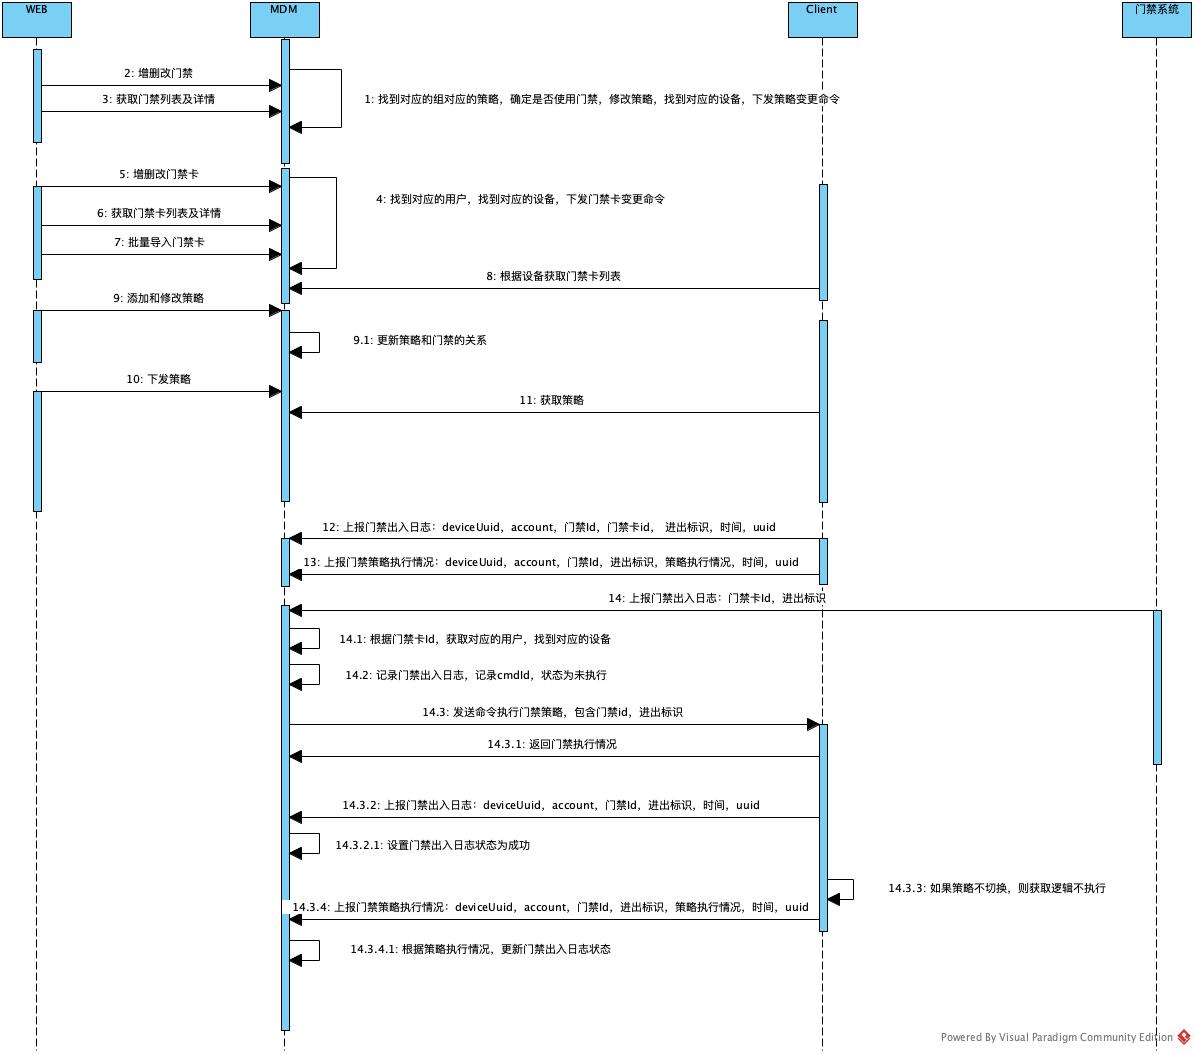 WEB
MDM
Client
门禁系统
2: 增删改门禁
3: 获取门禁列表及详情
1: 找到对应的组对应的策略，确定是否使用门禁，修改策略，找到对应的设备，下发策略变更命令
5: 增删改门禁卡
4: 找到对应的用户，找到对应的设备，下发门禁卡变更命令
6: 获取门禁卡列表及详情
7: 批量导入门禁卡
8: 根据设备获取门禁卡列表
9: 添加和修改策略
9.1: 更新策略和门禁的关系
10: 下发策略
11: 获取策略
12: 上报门禁出入日志：deviceUuid，account，门禁Id，门禁卡id， 进出标识，时间，uuid
13: 上报门禁策略执行情况：deviceUuid，account，门禁Id，进出标识，策略执行情况，时间，uuid
14: 上报门禁出入日志：门禁卡Id，进出标识
14.1: 根据门禁卡Id，获取对应的用户，找到对应的设备
14.2: 记录门禁出入日志，记录cmdId，状态为未执行
14.3: 发送命令执行门禁策略，包含门禁id，进出标识
14.3.1: 返回门禁执行情况
14.3.2: 上报门禁出入日志：deviceUuid，account，门禁Id，进出标识，时间，uuid
14.3.2.1: 设置门禁出入日志状态为成功
14.3.3: 如果策略不切换，则获取逻辑不执行
14.3.4: 上报门禁策略执行情况：deviceUuid，account，门禁Id，进出标识，策略执行情况，时间，uuid
14.3.4.1: 根据策略执行情况，更新门禁出入日志状态
Powered By Visual Paradigm Community Edition